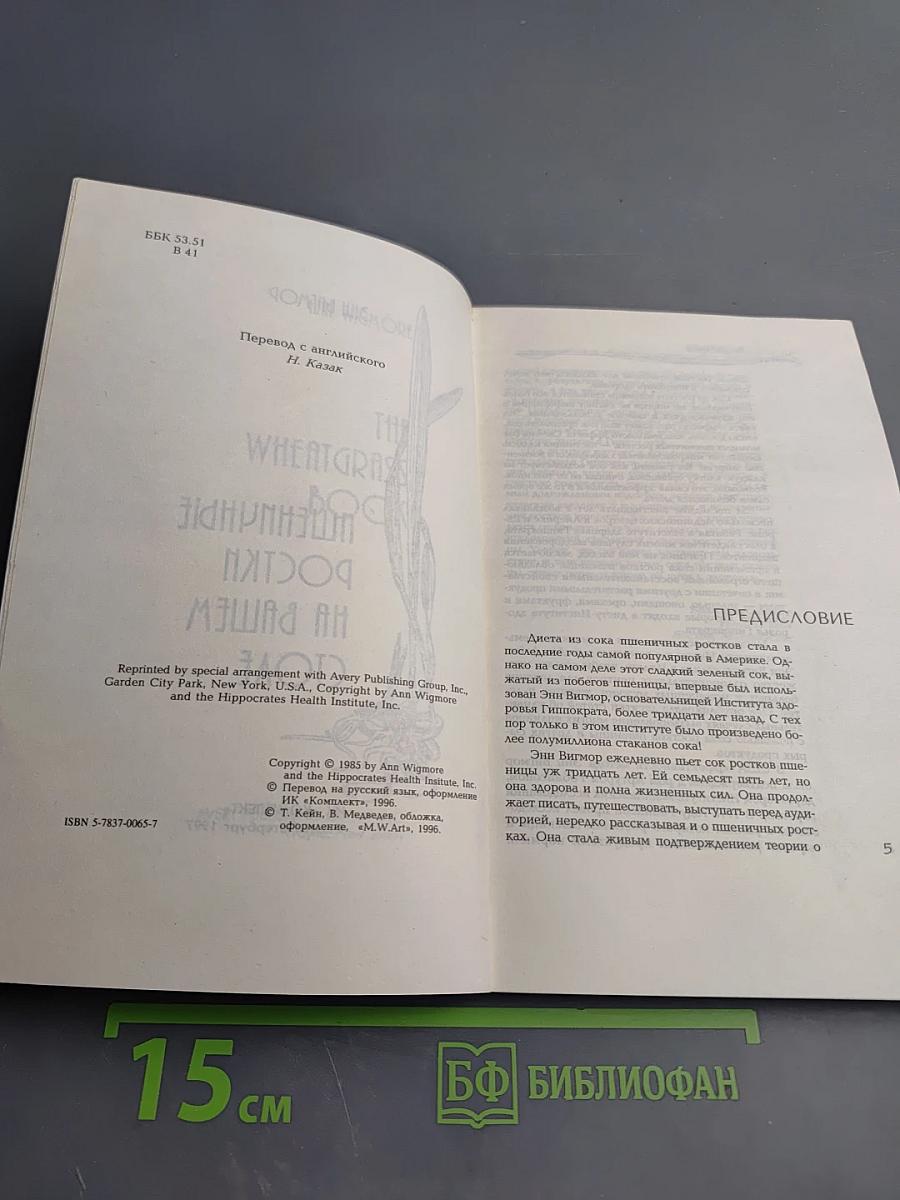 ББК 53.51
В 41
Перевод с английского
Н. Казак
Reprinted by special arrangement with Avery Publishing Group, Inc.,
Garden City Park, New York, U.S.A., Copyright by Ann Wigmore
and the Hippocrates Health Institute, Inc.
Copyright © 1985 by Ann Wigmore
and the Hippocrates Health Insitute, Inc.
© Перевод на русский язык, оформление
ИК «Комплект», 1996.
© Т. Кейн, В. Медведев, обложка,
оформление, «M.W.Art», 1996.
ISBN 5-7837-0065-7
ПРЕДИСЛОВИЕ
Диета из сока пшеничных ростков стала в
последние годы самой популярной в Америке. Од-
нако на самом деле этот сладкий зеленый сок, вы-
жатый из побегов пшеницы, впервые был исполь-
зован Энн Вигмор, основательницей Института здо-
ровья Гиппократа, более тридцати лет назад. С тех
пор только в этом институте было произведено бо-
лее полумиллиона стаканов сока!
Энн Вигмор ежедневно пьет сок ростков пше-
ницы уж тридцать лет. Ей семьдесят пять лет, но
она здорова и полна жизненных сил. Она продол-
жает писать, путешествовать, выступать перед ауди-
торией, нередко рассказывая и о пшеничных рост-
ках. Она стала живым подтверждением теории о
5
15 см
БФ БИБЛИОФАН